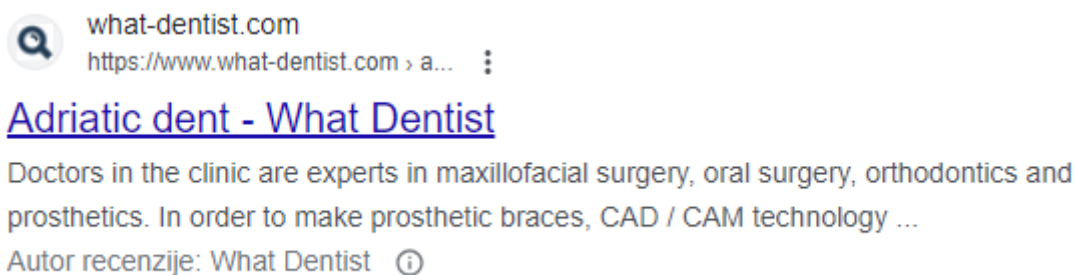 what-dentist.com
https://www.what-dentist.com › a...
Adriatic dent - What Dentist
Doctors in the clinic are experts in maxillofacial surgery, oral surgery, orthodontics and
prosthetics. In order to make prosthetic braces, CAD / CAM technology ...
Autor recenzije: What Dentist